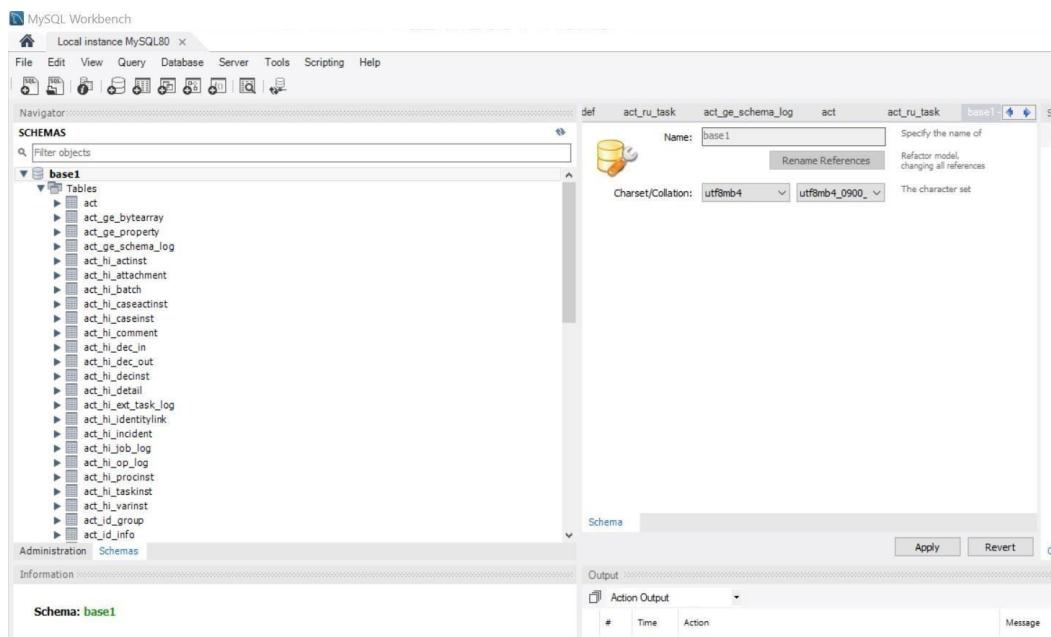 MySQL Workbench
Local instance MySQL80 ×
File Edit View Query Database Server Tools Scripting Help
Navigator
SCHEMAS
Filter objects
base1
Tables
act
act_ge_bytearray
act_ge_property
act_ge_schema_log
act_hi_actinst
act_hi_attachment
act_hi_batch
act_hi_caseactinst
act_hi_caseinst
act_hi_comment
act_hi_dec_in
act_hi_dec_out
act_hi_decinst
act_hi_detail
act_hi_ext_task_log
act_hi_identitylink
act_hi_incident
act_hi_job_log
act_hi_op_log
act_hi_procinst
act_hi_taskinst
act_hi_varinst
act_id_group
act_id_info
Administration Schemas
Information
Schema: base1
def act_ru_task act_ge_schema_log act act_ru_task base1 -
Name: base1 Specify the name of
Rename References Refactor model,
changing all references
Charset/Collation: utf8mb4 utf8mb4_0900_ The character set
Schema
Apply Revert
Output
Action Output
# Time Action Message